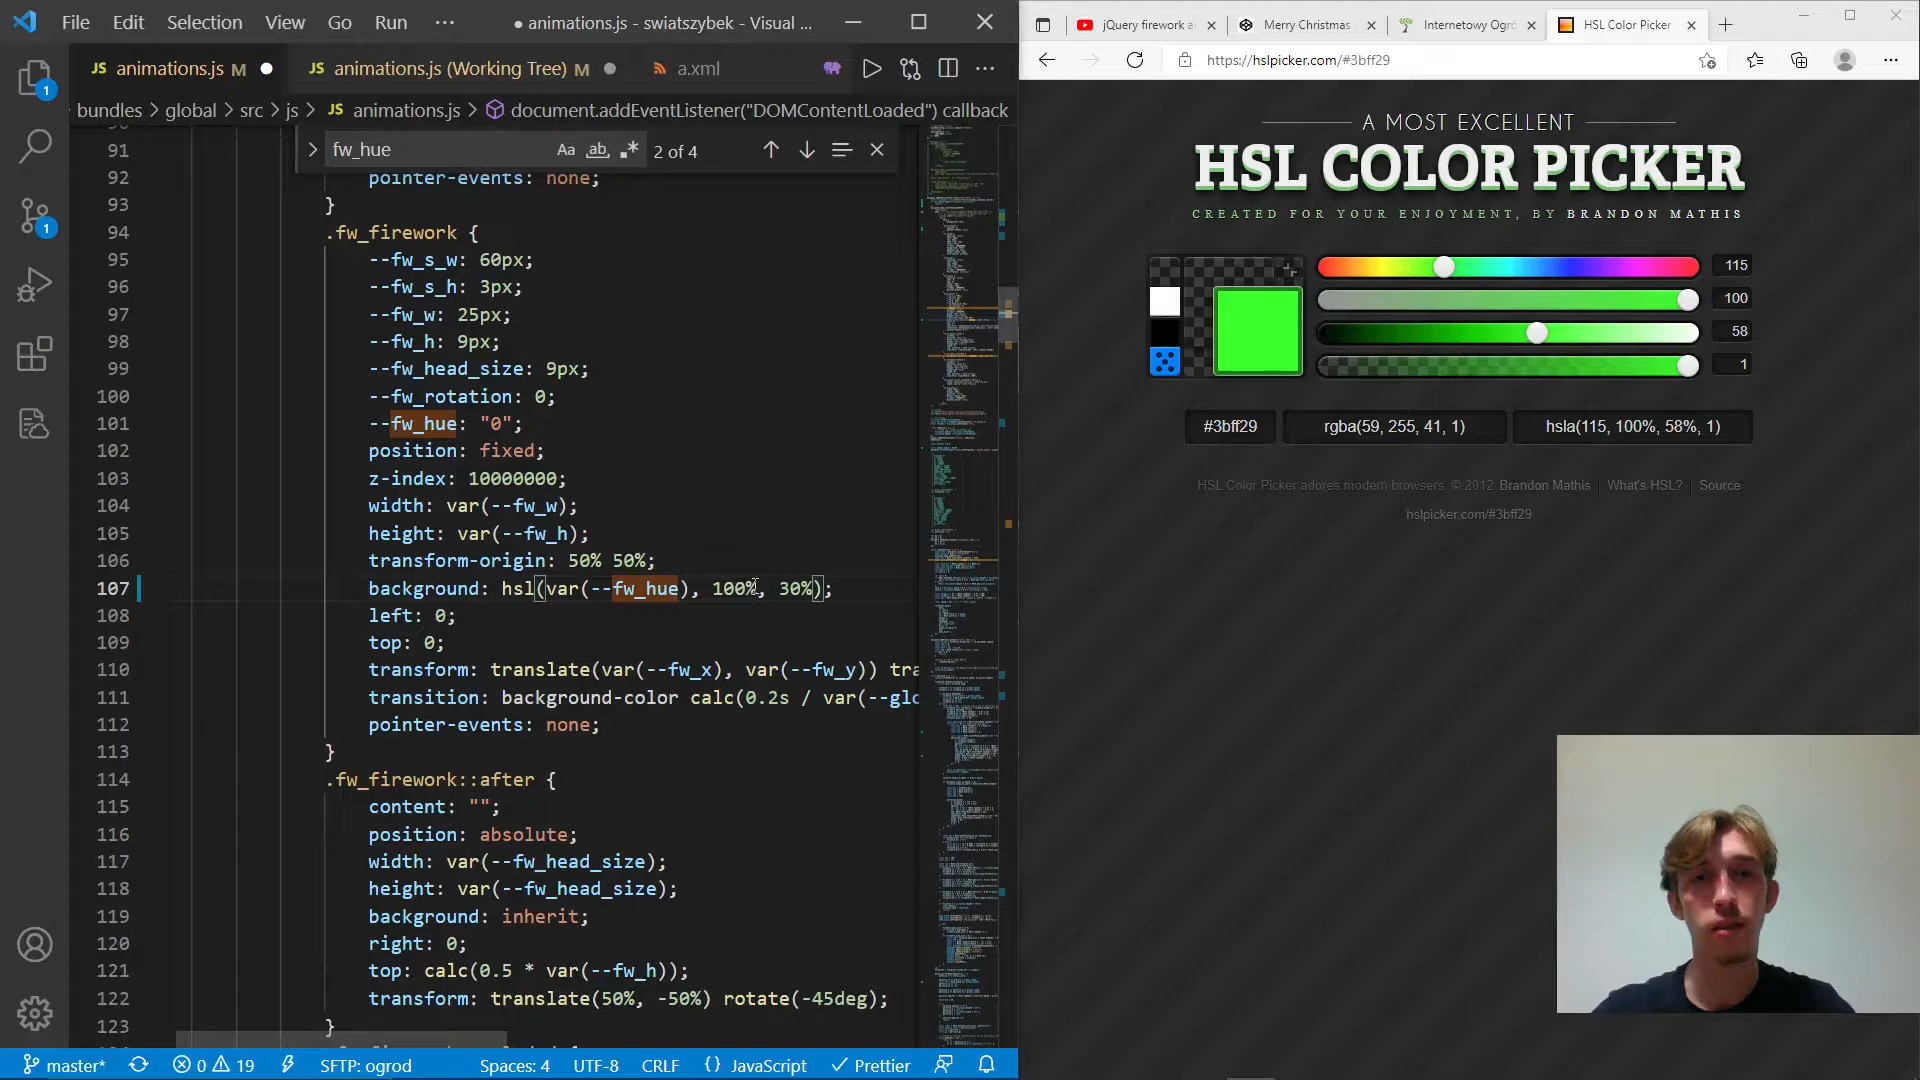 File Edit Selection View Go Run ···
● animations.js - swiatszybek - Visual ...
JS animations.js M ●
JS animations.js (Working Tree) M ●
a.xml
bundles > global > src > js > JS animations.js > document.addEventListener("DOMContentLoaded") callback
fw_hue
Aa ab 2 of 4
91
92 pointer-events: none;
93 }
94 .fw_firework {
95 --fw_s_w: 60px;
96 --fw_s_h: 3px;
97 --fw_w: 25px;
98 --fw_h: 9px;
99 --fw_head_size: 9px;
100 --fw_rotation: 0;
101 --fw_hue: "0";
102 position: fixed;
103 z-index: 10000000;
104 width: var(--fw_w);
105 height: var(--fw_h);
106 transform-origin: 50% 50%;
107 background: hsl(var(--fw_hue), 100%, 30%);
108 left: 0;
109 top: 0;
110 transform: translate(var(--fw_x), var(--fw_y)) tra
111 transition: background-color calc(0.2s / var(--glo
112 pointer-events: none;
113 }
114 .fw_firework::after {
115 content: "";
116 position: absolute;
117 width: var(--fw_head_size);
118 height: var(--fw_head_size);
119 background: inherit;
120 right: 0;
121 top: calc(0.5 * var(--fw_h));
122 transform: translate(50%, -50%) rotate(-45deg);
123 }
1
1
master*
0 19
SFTP: ogrod
Spaces: 4
UTF-8
CRLF
{} JavaScript
Prettier
jQuery firework a
Merry Christmas
Internetowy Ogró
HSL Color Picker
https://hslpicker.com/#3bff29
A MOST EXCELLENT
HSL COLOR PICKER
CREATED FOR YOUR ENJOYMENT, BY BRANDON MATHIS
115
100
58
1
#3bff29
rgba(59, 255, 41, 1)
hsla(115, 100%, 58%, 1)
HSL Color Picker adores modern browsers. © 2012 Brandon Mathis | What's HSL? | Source
hslpicker.com/#3bff29